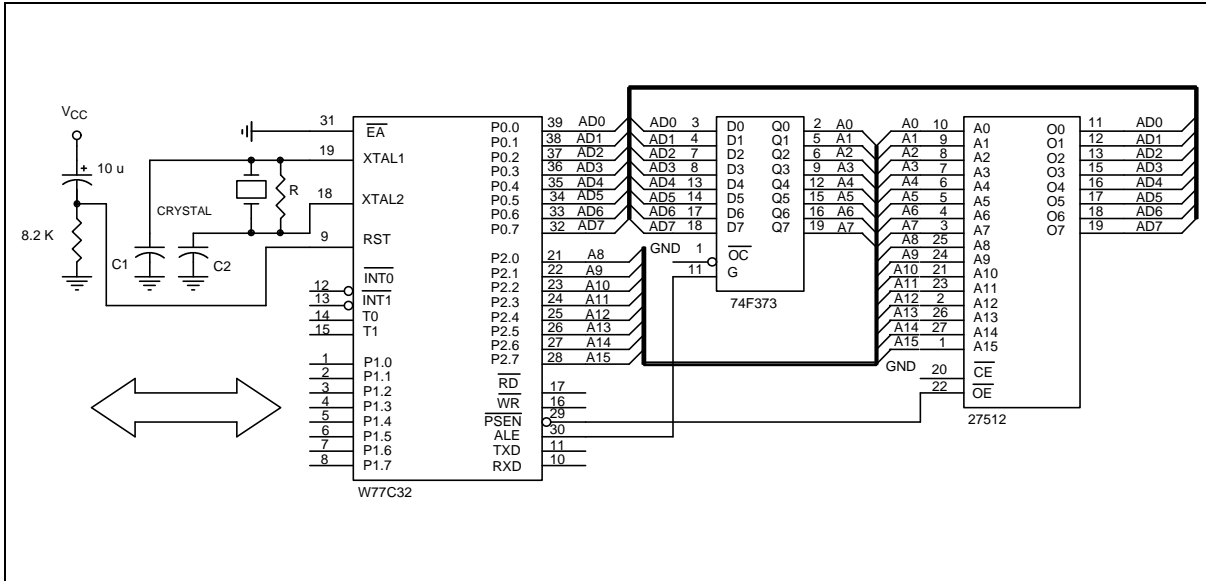 VCC
+
10 u
8.2 K
C1
C2
CRYSTAL
R
31
19
18
9
12
13
14
15
1
2
3
4
5
6
7
8
EA
XTAL1
XTAL2
RST
INT0
INT1
T0
T1
P1.0
P1.1
P1.2
P1.3
P1.4
P1.5
P1.6
P1.7
P0.0 39 AD0
P0.1 38 AD1
P0.2 37 AD2
P0.3 36 AD3
P0.4 35 AD4
P0.5 34 AD5
P0.6 33 AD6
P0.7 32 AD7
P2.0 21 A8
P2.1 22 A9
P2.2 23 A10
P2.3 24 A11
P2.4 25 A12
P2.5 26 A13
P2.6 27 A14
P2.7 28 A15
RD 17
WR 16
PSEN 29
ALE 30
TXD 11
RXD 10
W77C32
AD0 3 D0 Q0 2 A0
AD1 4 D1 Q1 5 A1
AD2 7 D2 Q2 6 A2
AD3 8 D3 Q3 9 A3
AD4 13 D4 Q4 12 A4
AD5 14 D5 Q5 15 A5
AD6 17 D6 Q6 16 A6
AD7 18 D7 Q7 19 A7
GND 1 OC
11 G
74F373
A0 10 A0
A1 9 A1
A2 8 A2
A3 7 A3
A4 6 A4
A5 5 A5
A6 4 A6
A7 3 A7
A8 25 A8
A9 24 A9
A10 21 A10
A11 23 A11
A12 2 A12
A13 26 A13
A14 27 A14
A15 1 A15
GND 20 CE
22 OE
O0 11 AD0
O1 12 AD1
O2 13 AD2
O3 15 AD3
O4 16 AD4
O5 17 AD5
O6 18 AD6
O7 19 AD7
27512